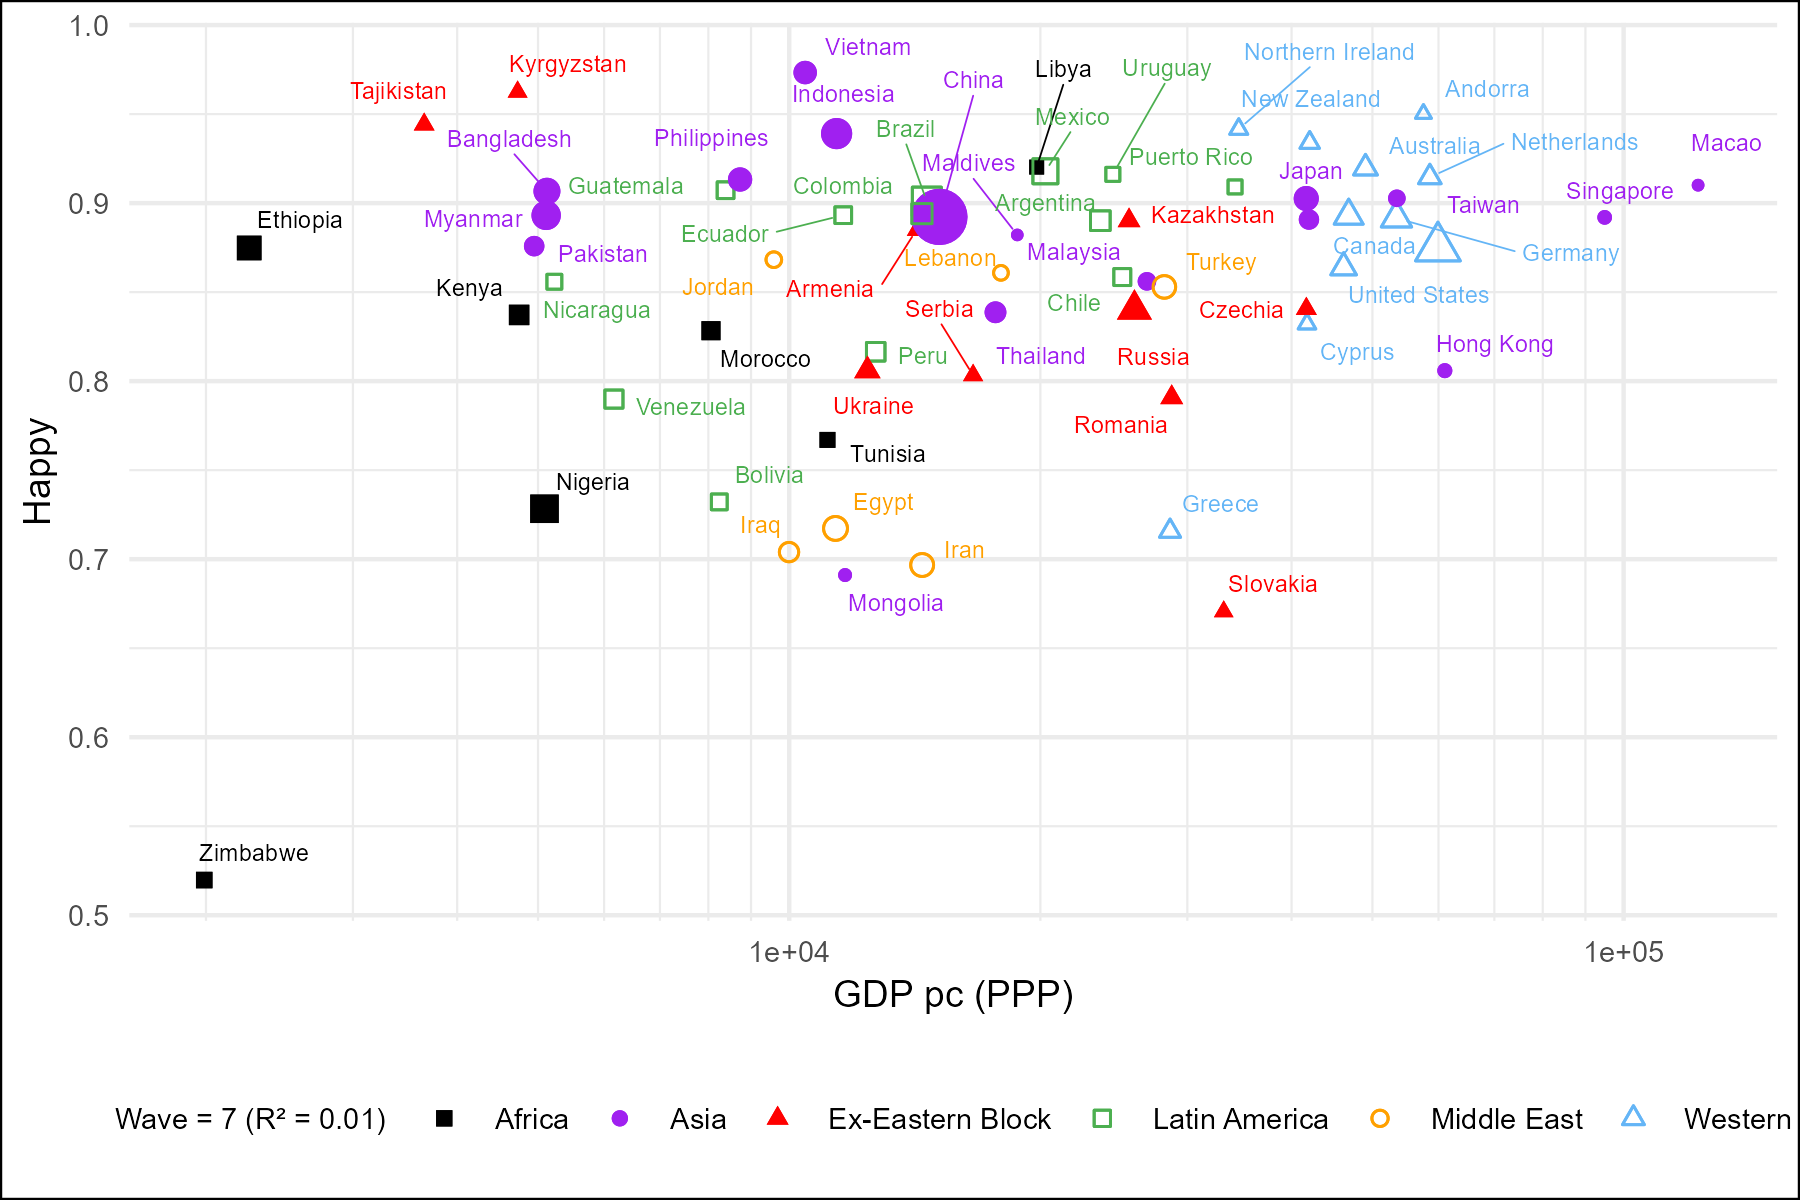 1.0
0.9
0.8
0.7
0.6
0.5
Happy
Vietnam
Northern Ireland
Kyrgyzstan
Libya
Uruguay
China
Tajikistan
Indonesia
Andorra
New Zealand
Mexico
Brazil
Bangladesh
Philippines
Netherlands
Macao
Australia
Maldives
Puerto Rico
Japan
Guatemala
Colombia
Singapore
Argentina
Taiwan
Ethiopia
Myanmar
Kazakhstan
Ecuador
Canada
Pakistan
Lebanon
Malaysia
Germany
Turkey
Kenya
Jordan
Armenia
United States
Nicaragua
Serbia
Chile
Czechia
Morocco
Peru
Thailand
Russia
Cyprus
Hong Kong
Venezuela
Ukraine
Romania
Tunisia
Bolivia
Nigeria
Egypt
Greece
Iraq
Iran
Slovakia
Mongolia
Zimbabwe
1e+04
1e+05
GDP pc (PPP)
Wave = 7 (R² = 0.01) Africa Asia Ex-Eastern Block Latin America Middle East Western